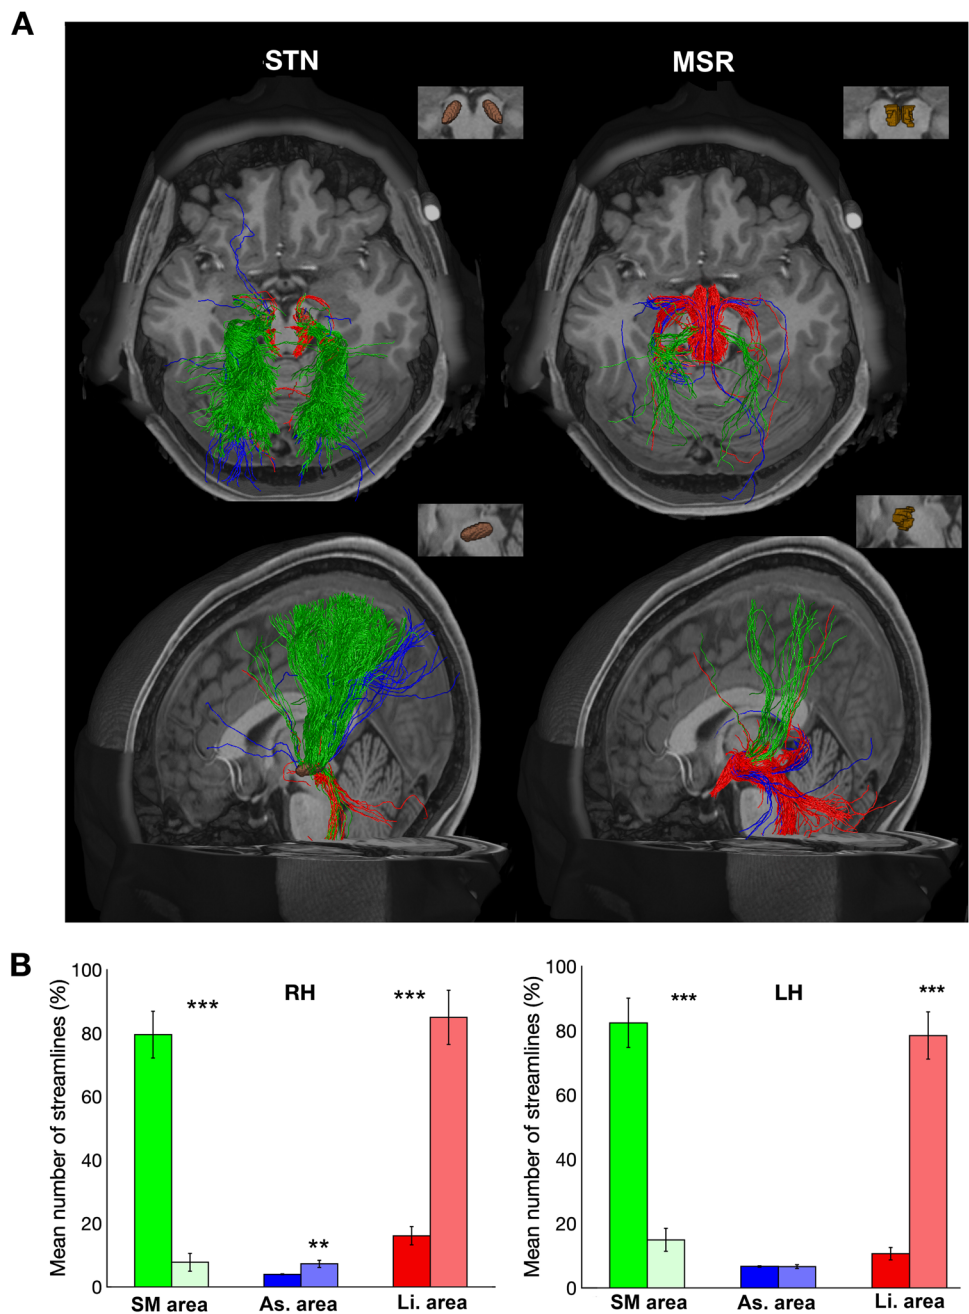 A
STN
MSR
B
Mean number of streamlines (%)
100
80
60
40
20
0
***
RH
***
**
SM area
As. area
Li. area
Mean number of streamlines (%)
100
80
60
40
20
0
***
LH
***
SM area
As. area
Li. area